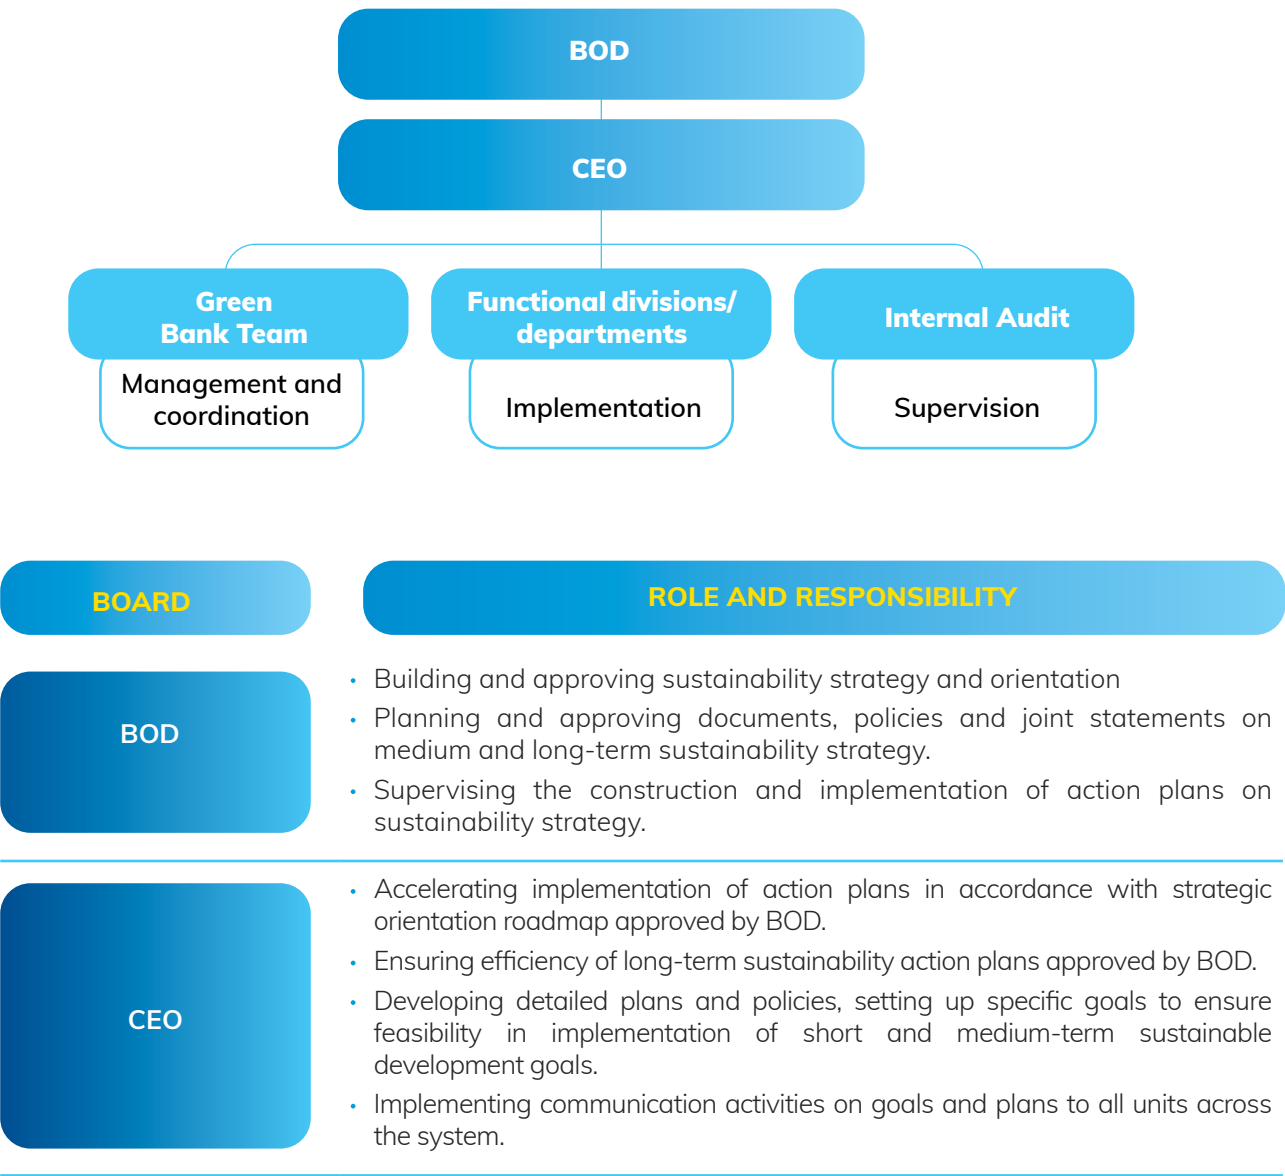 BOD
CEO
Green
Bank Team
Functional divisions/
departments
Internal Audit
Management and
coordination
Implementation
Supervision
BOARD
ROLE AND RESPONSIBILITY
BOD
• Building and approving sustainability strategy and orientation
• Planning and approving documents, policies and joint statements on
medium and long-term sustainability strategy.
• Supervising the construction and implementation of action plans on
sustainability strategy.
CEO
• Accelerating implementation of action plans in accordance with strategic
orientation roadmap approved by BOD.
• Ensuring efficiency of long-term sustainability action plans approved by BOD.
• Developing detailed plans and policies, setting up specific goals to ensure
feasibility in implementation of short and medium-term sustainable
development goals.
• Implementing communication activities on goals and plans to all units across
the system.